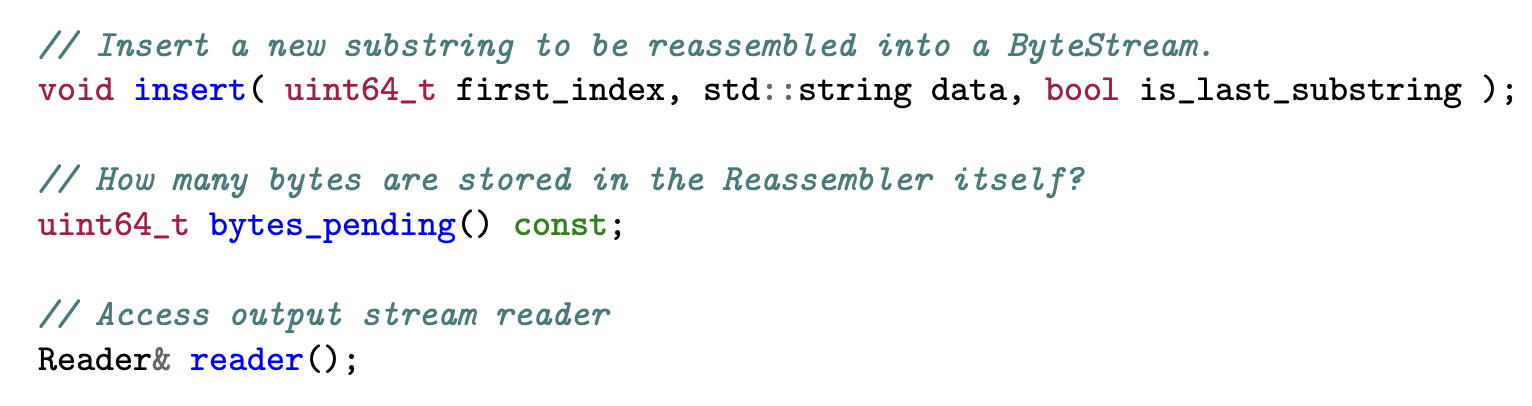 // Insert a new substring to be reassembled into a ByteStream.
void insert( uint64_t first_index, std::string data, bool is_last_substring );
// How many bytes are stored in the Reassembler itself?
uint64_t bytes_pending() const;
// Access output stream reader
Reader& reader();